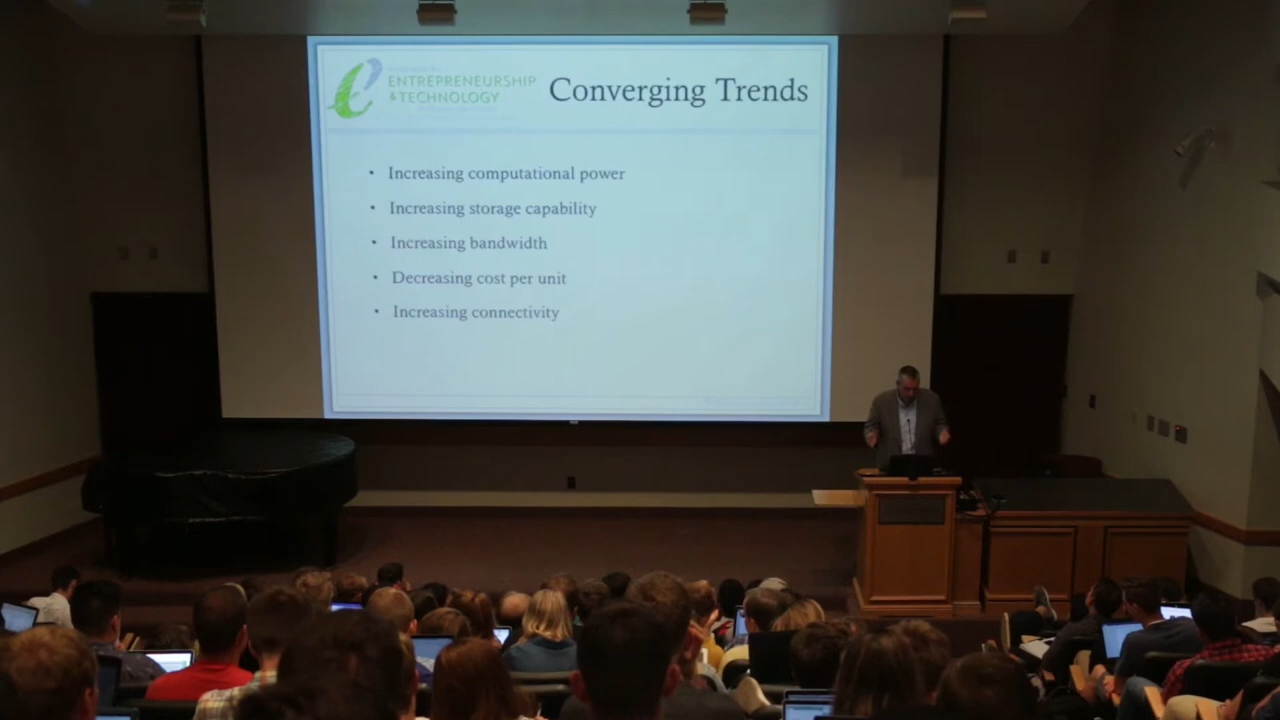 ENTREPRENEURSHIP
&TECHNOLOGY
Converging Trends
• Increasing computational power
• Increasing storage capability
• Increasing bandwidth
• Decreasing cost per unit
• Increasing connectivity